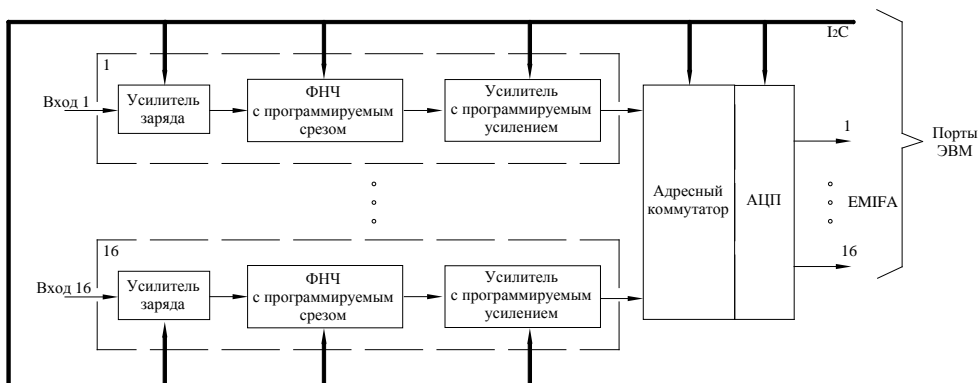 I2C
1
Вход 1
Усилитель
заряда
ФНЧ
с программируемым
срезом
Усилитель
с программируемым
усилением
Адресный
коммутатор
АЦП
1
EMIFA
16
Порты
ЭВМ
16
Вход 16
Усилитель
заряда
ФНЧ
с программируемым
срезом
Усилитель
с программируемым
усилением